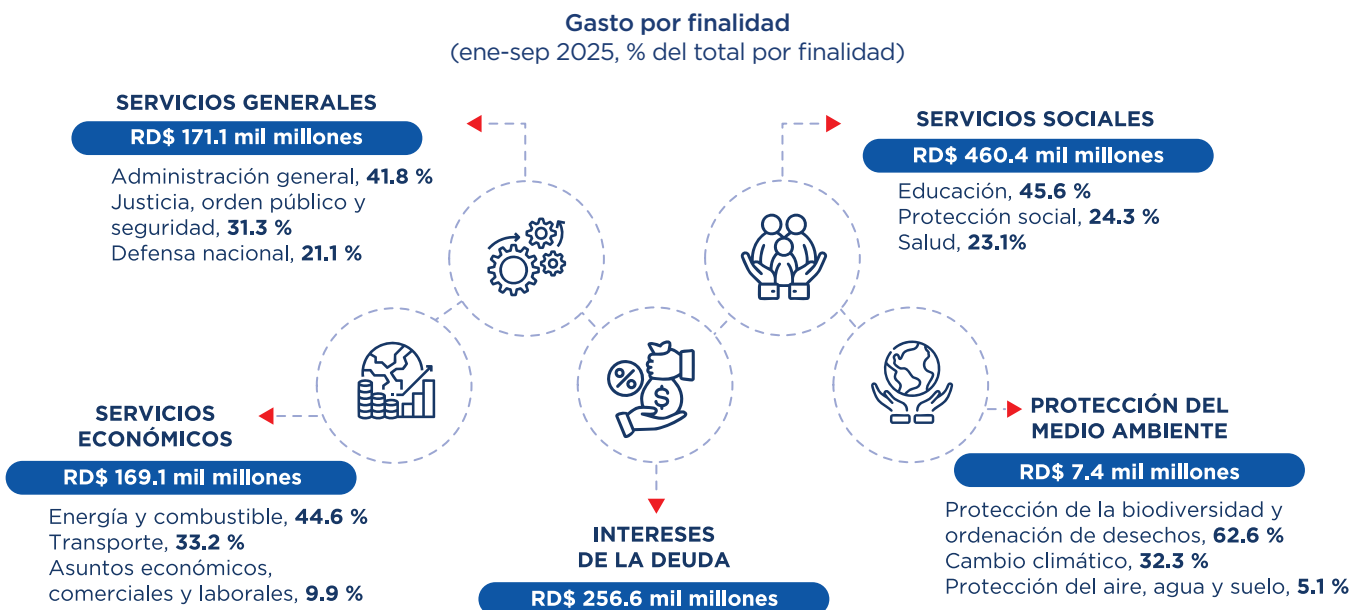 Gasto por finalidad
(ene-sep 2025, % del total por finalidad)
SERVICIOS GENERALES
RD$ 171.1 mil millones
Administración general, 41.8 %
Justicia, orden público y
seguridad, 31.3 %
Defensa nacional, 21.1 %
SERVICIOS SOCIALES
RD$ 460.4 mil millones
Educación, 45.6 %
Protección social, 24.3 %
Salud, 23.1%
SERVICIOS
ECONÓMICOS
RD$ 169.1 mil millones
Energía y combustible, 44.6 %
Transporte, 33.2 %
Asuntos económicos,
comerciales y laborales, 9.9 %
%
$
INTERESES
DE LA DEUDA
RD$ 256.6 mil millones
PROTECCIÓN DEL
MEDIO AMBIENTE
RD$ 7.4 mil millones
Protección de la biodiversidad y
ordenación de desechos, 62.6 %
Cambio climático, 32.3 %
Protección del aire, agua y suelo, 5.1 %